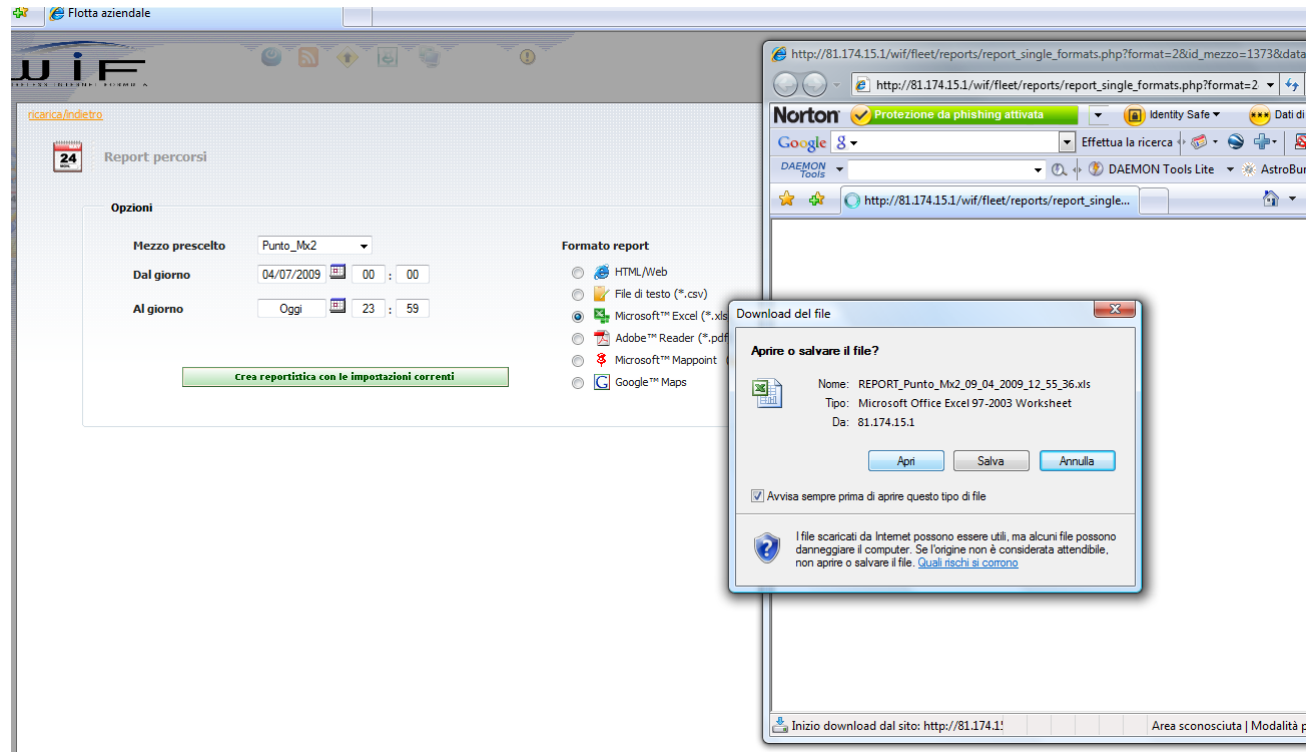 Flotta aziendale
wiF
ricarica/indietro
24
Report percorsi
Opzioni
Mezzo prescelto Punto_Mx2
Dal giorno 04/07/2009 00 : 00
Al giorno Oggi 23 : 59
Formato report
HTML/Web
File di testo (*.csv)
Microsoft™ Excel (*.xls
Adobe™ Reader (*.pdf
Microsoft™ Mappoint
Google™ Maps
Crea reportistica con le impostazioni correnti
http://81.174.15.1/wif/fleet/reports/report_single_formats.php?format=2&id_mezzo=1373&data
http://81.174.15.1/wif/fleet/reports/report_single_formats.php?format=2
Norton Protezione da phishing attivata Identity Safe Dati di
Google Effettua la ricerca
DAEMON Tools DAEMON Tools Lite AstroBur
http://81.174.15.1/wif/fleet/reports/report_single...
Download del file
Aprire o salvare il file?
Nome: REPORT_Punto_Mx2_09_04_2009_12_55_36.xls
Tipo: Microsoft Office Excel 97-2003 Worksheet
Da: 81.174.15.1
Apri Salva Annulla
Avvisa sempre prima di aprire questo tipo di file
I file scaricati da Internet possono essere utili, ma alcuni file possono
danneggiare il computer. Se l'origine non è considerata attendibile,
non aprire o salvare il file. Quali rischi si corrono
Inizio download dal sito: http://81.174.1! Area sconosciuta | Modalità p